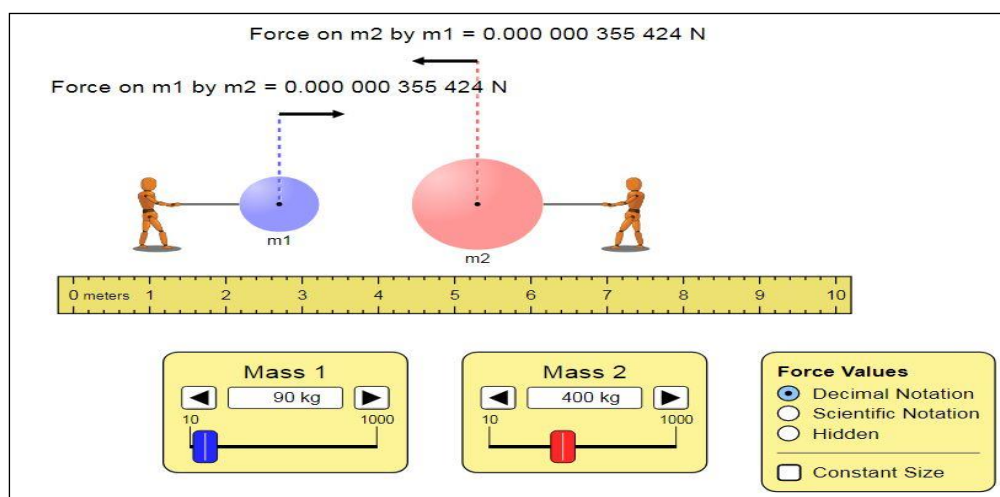 Force on m2 by m1 = 0.000 000 355 424 N
Force on m1 by m2 = 0.000 000 355 424 N
m1
m2
0 meters 1 2 3 4 5 6 7 8 9 10
Mass 1
90 kg
10 1000
Mass 2
400 kg
10 1000
Force Values
Decimal Notation
Scientific Notation
Hidden
Constant Size